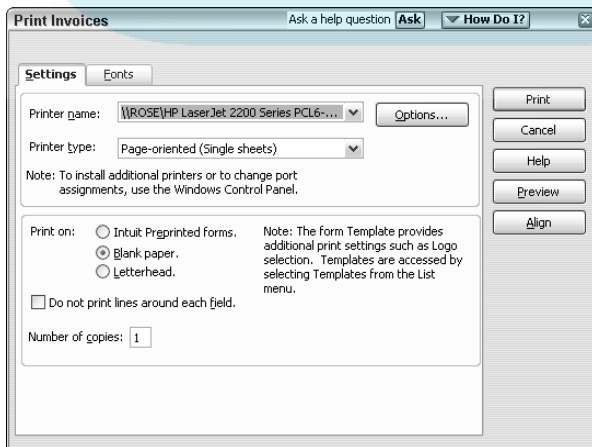 Print Invoices
Ask a help question Ask
How Do I?
Settings
Fonts
Printer name: \\ROSE\HP LaserJet 2200 Series PCL6-...
Options...
Printer type: Page-oriented (Single sheets)
Note: To install additional printers or to change port
assignments, use the Windows Control Panel.
Print on:
Intuit Preprinted forms.
Blank paper.
Letterhead.
Note: The form Template provides
additional print settings such as Logo
selection. Templates are accessed by
selecting Templates from the List
menu.
Do not print lines around each field.
Number of copies: 1
Print
Cancel
Help
Preview
Align